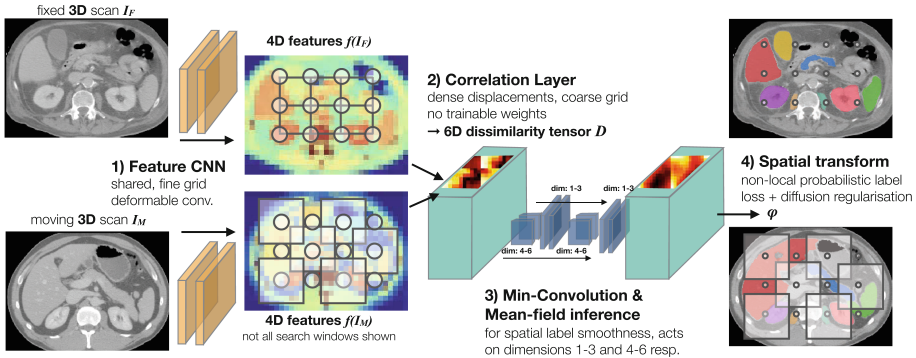 fixed 3D scan I_F
4D features f(I_F)
2) Correlation Layer
dense displacements, coarse grid
no trainable weights
→ 6D dissimilarity tensor D
1) Feature CNN
shared, fine grid
deformable conv.
moving 3D scan I_M
4D features f(I_M)
not all search windows shown
dim: 1-3
dim: 1-3
dim: 4-6
dim: 4-6
3) Min-Convolution &
Mean-field inference
for spatial label smoothness, acts
on dimensions 1-3 and 4-6 resp.
4) Spatial transform
non-local probabilistic label
loss + diffusion regularisation
φ